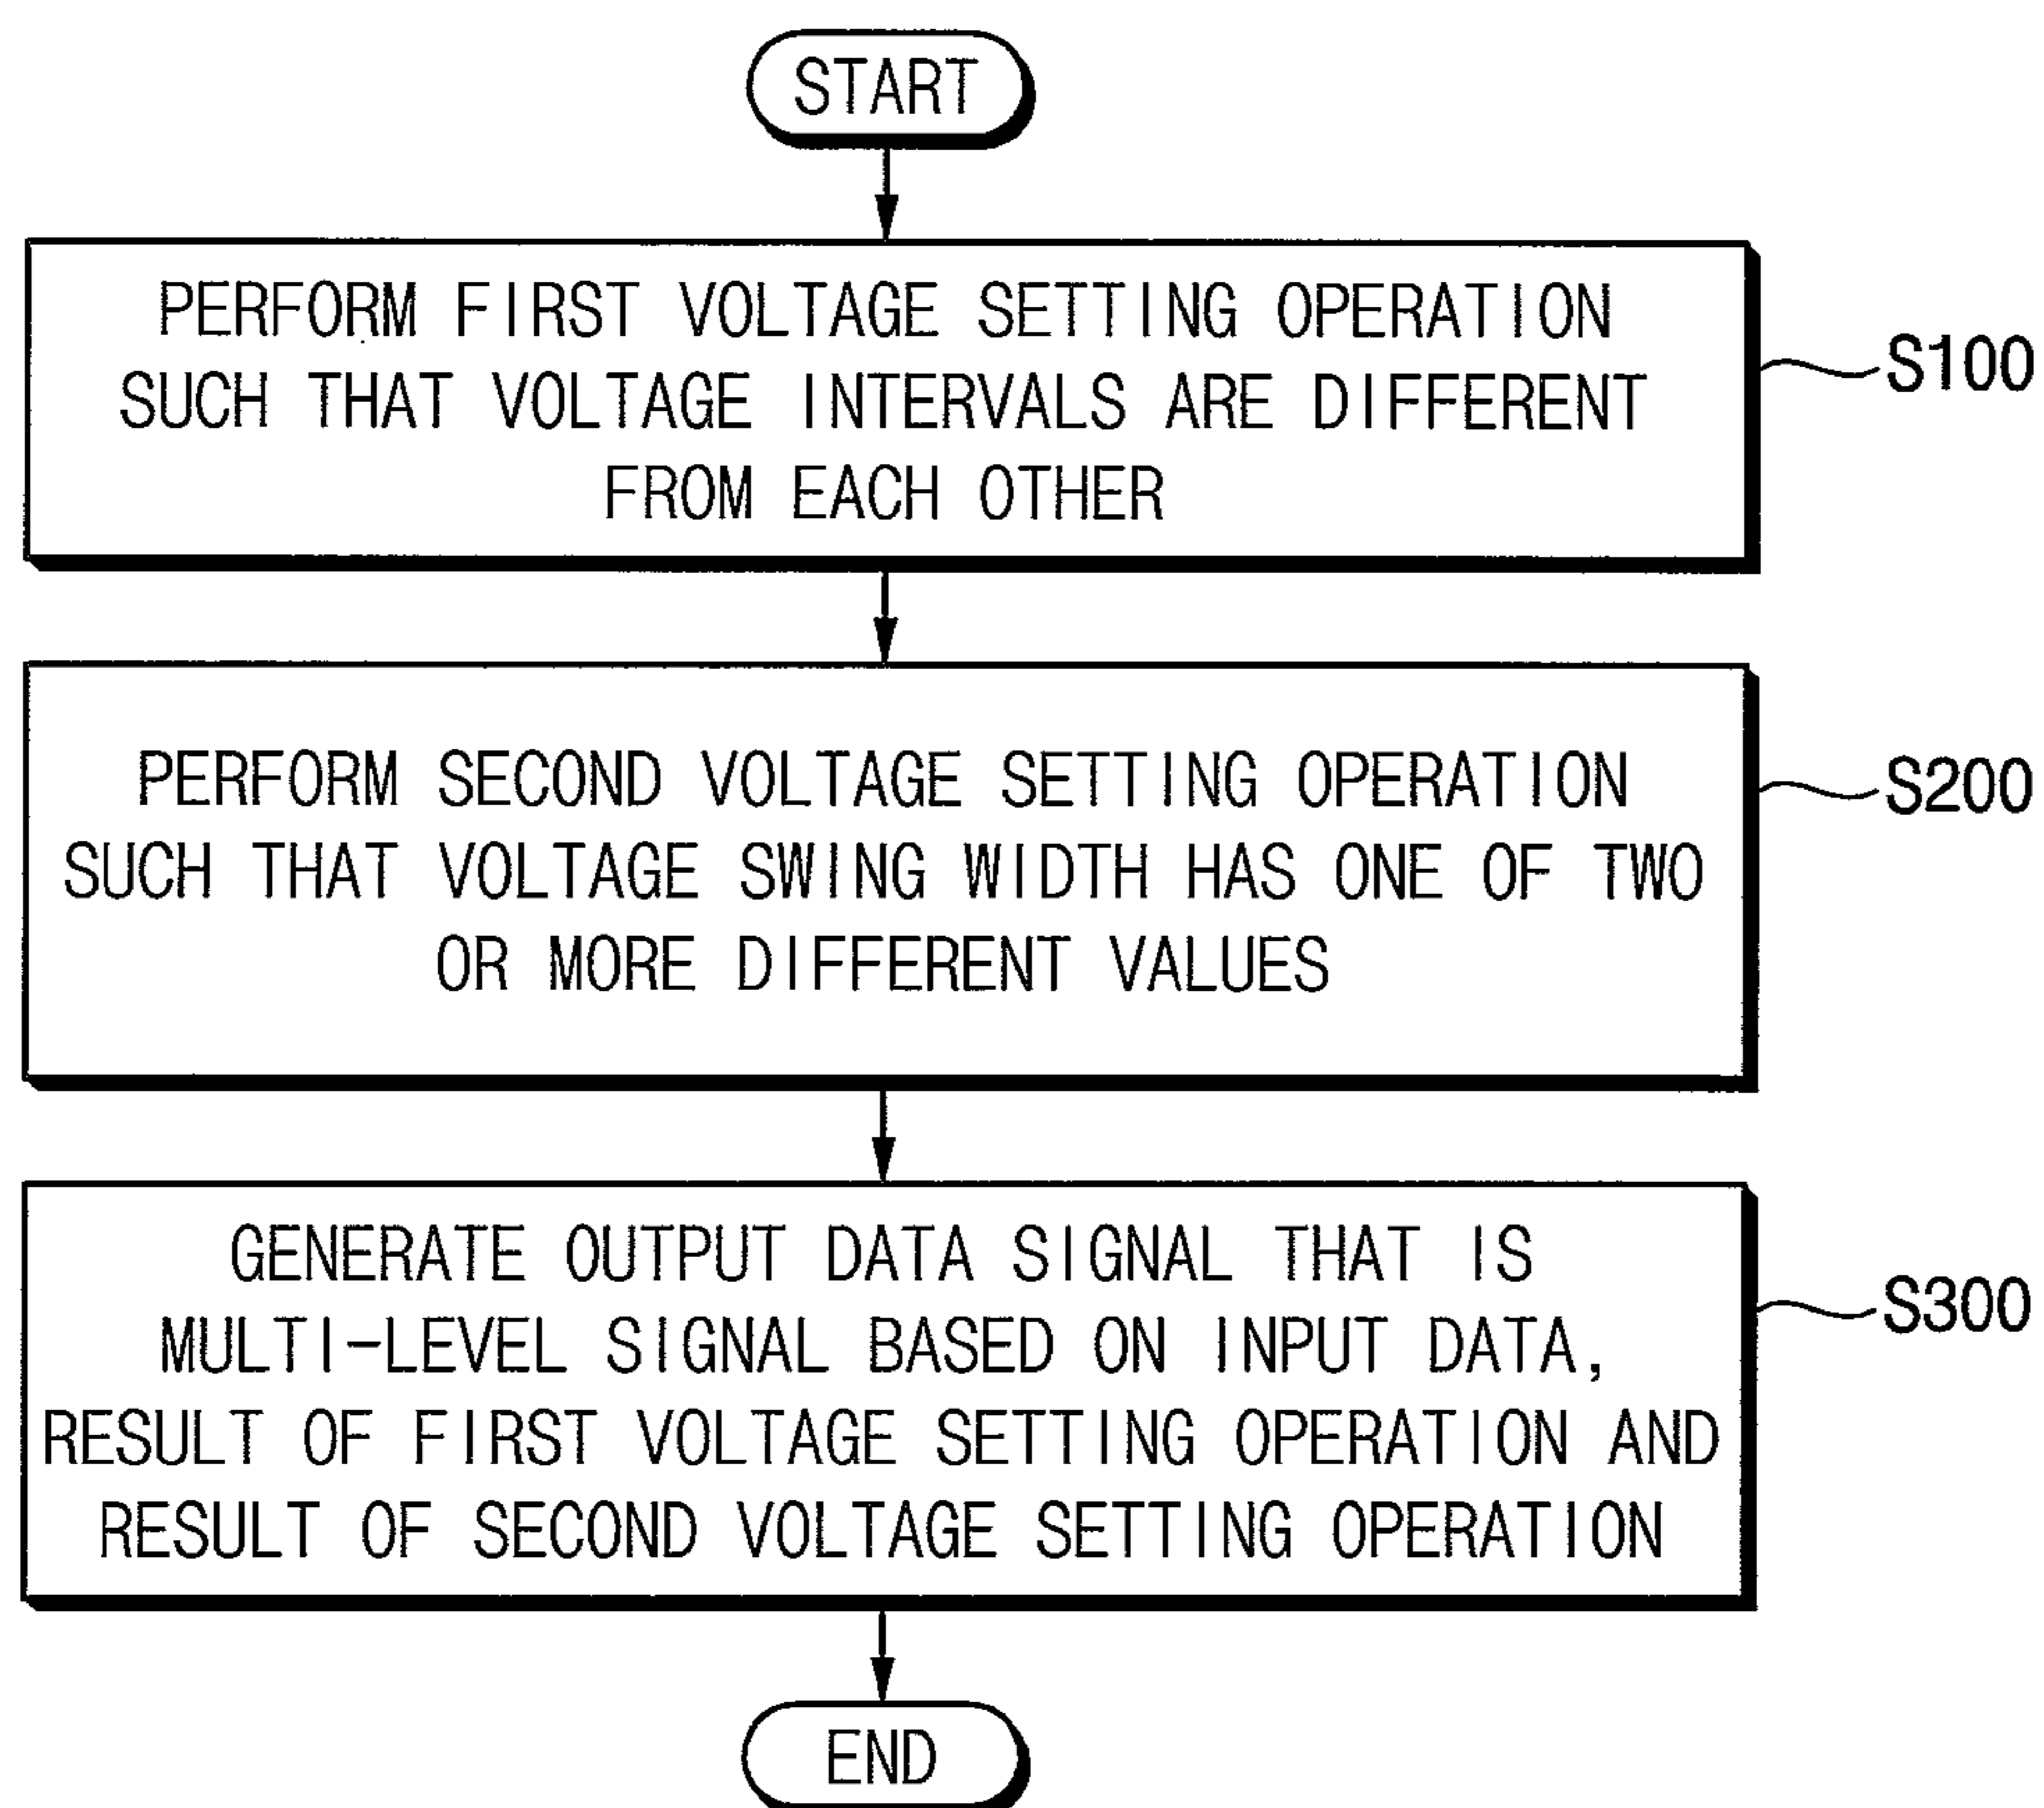 START
PERFORM FIRST VOLTAGE SETTING OPERATION
SUCH THAT VOLTAGE INTERVALS ARE DIFFERENT
FROM EACH OTHER
S100
PERFORM SECOND VOLTAGE SETTING OPERATION
SUCH THAT VOLTAGE SWING WIDTH HAS ONE OF TWO
OR MORE DIFFERENT VALUES
S200
GENERATE OUTPUT DATA SIGNAL THAT IS
MULTI-LEVEL SIGNAL BASED ON INPUT DATA,
RESULT OF FIRST VOLTAGE SETTING OPERATION AND
RESULT OF SECOND VOLTAGE SETTING OPERATION
S300
END